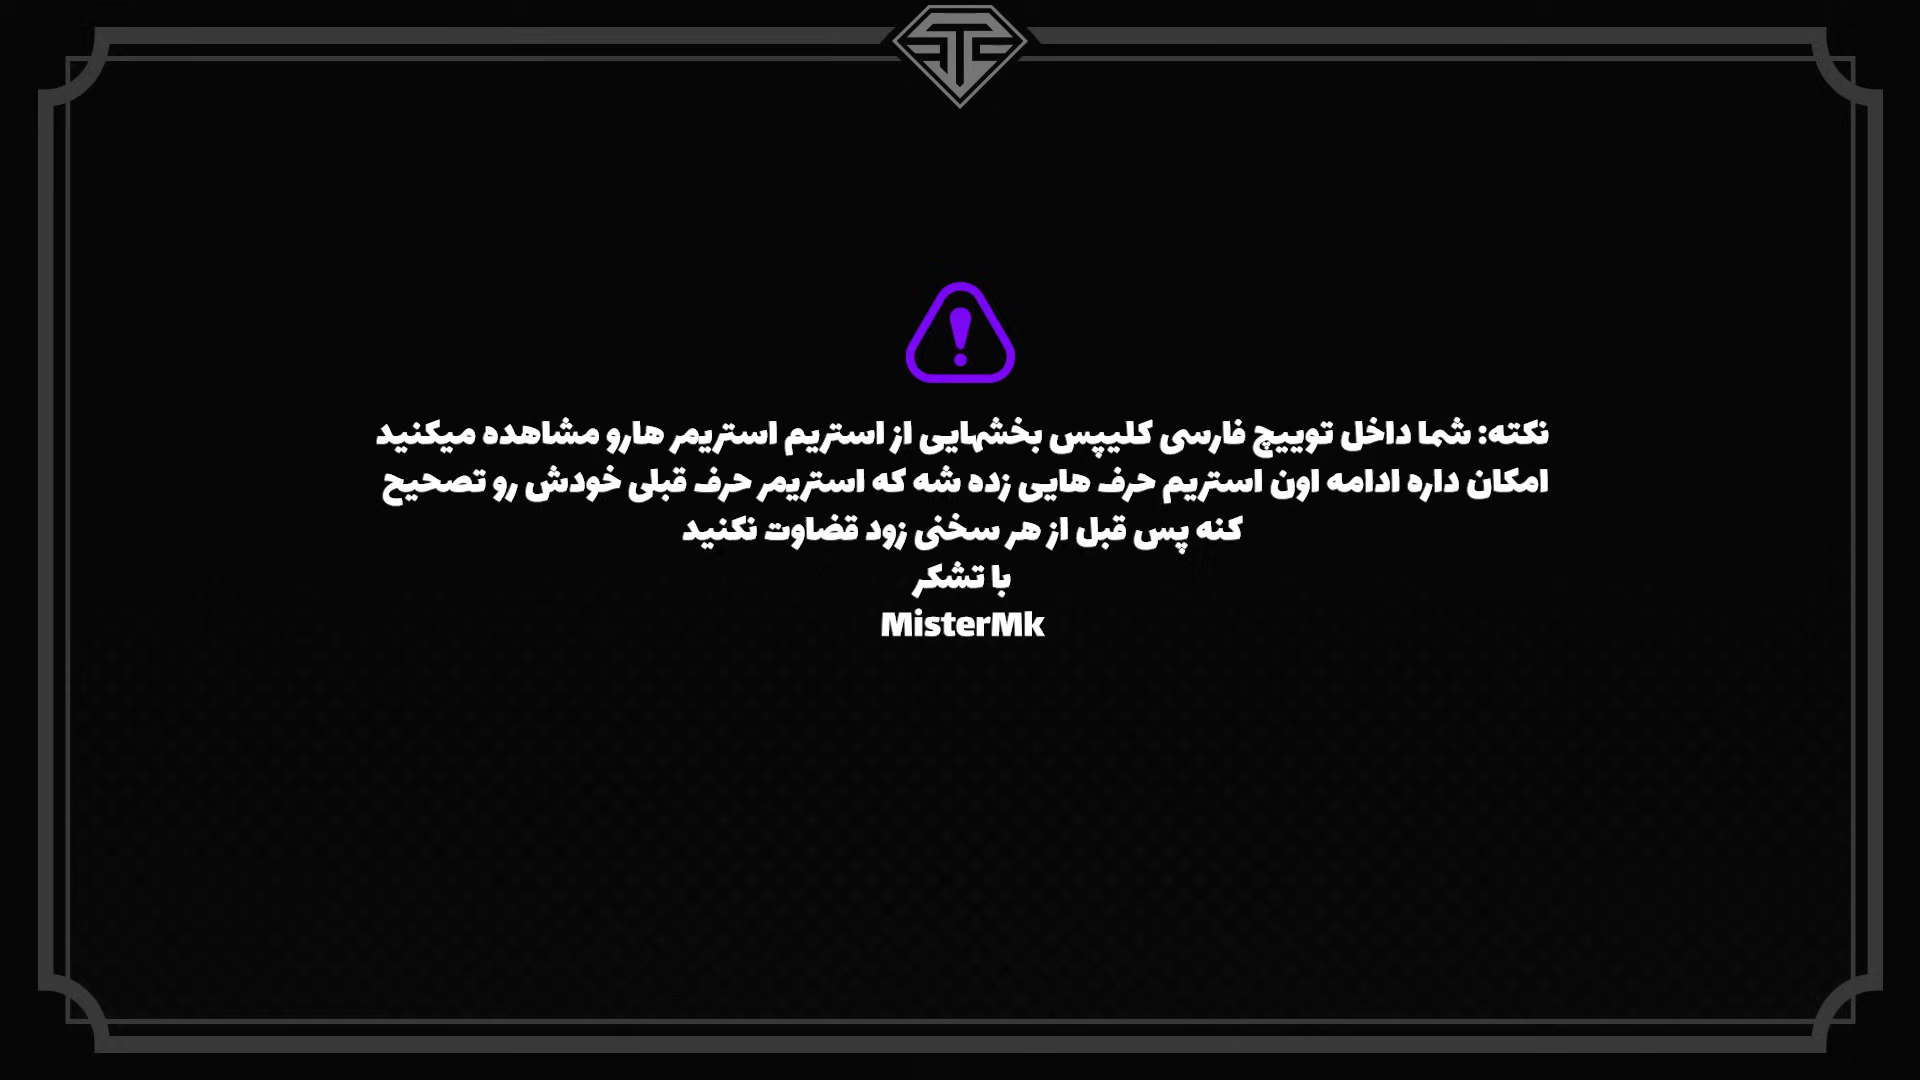 نکته: شما داخل توییچ فارسی کلیپس بخشهایی از استریم استریمر هارو مشاهده میکنید
امکان داره ادامه اون استریم حرف هایی زده شه که استریمر حرف قبلی خودش رو تصحیح
کنه پس قبل از هر سخنی زود قضاوت نکنید
با تشکر
MisterMk